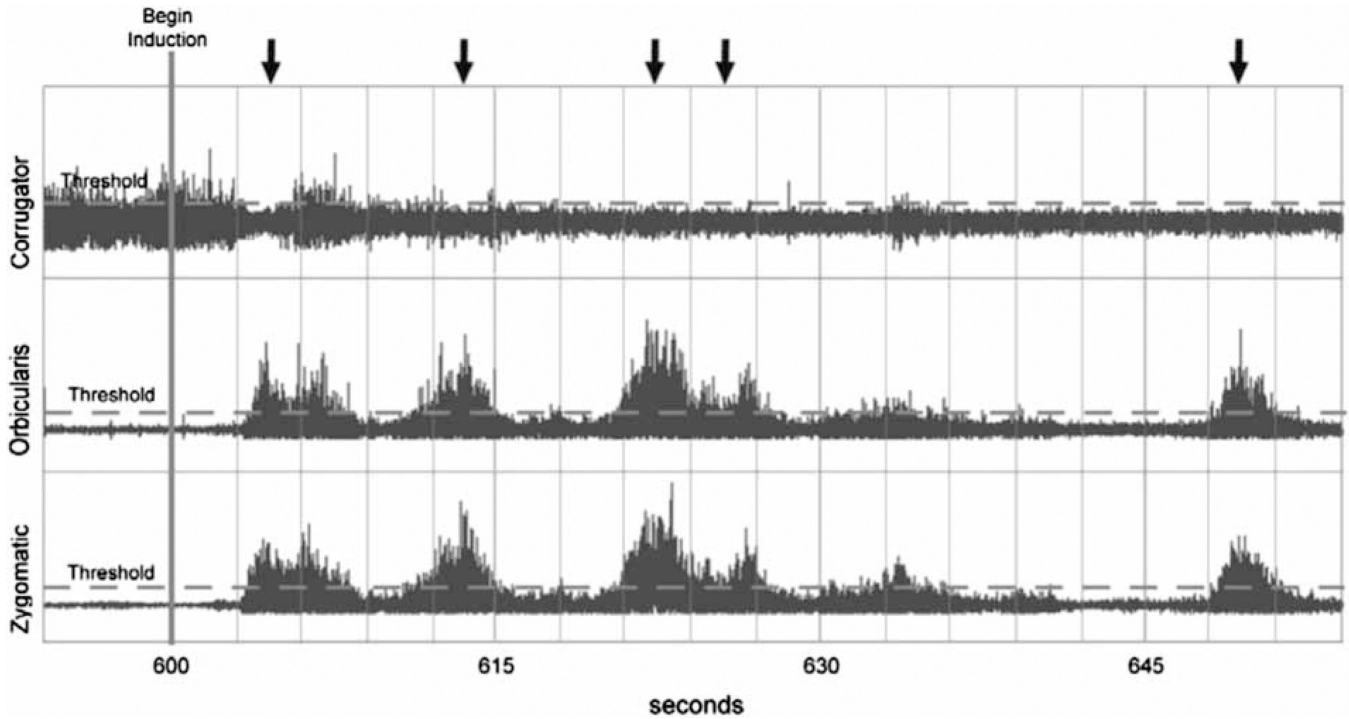 Begin
Induction
Corrugator
Threshold
Orbicularis
Threshold
Zygomatic
Threshold
600
615
630
645
seconds